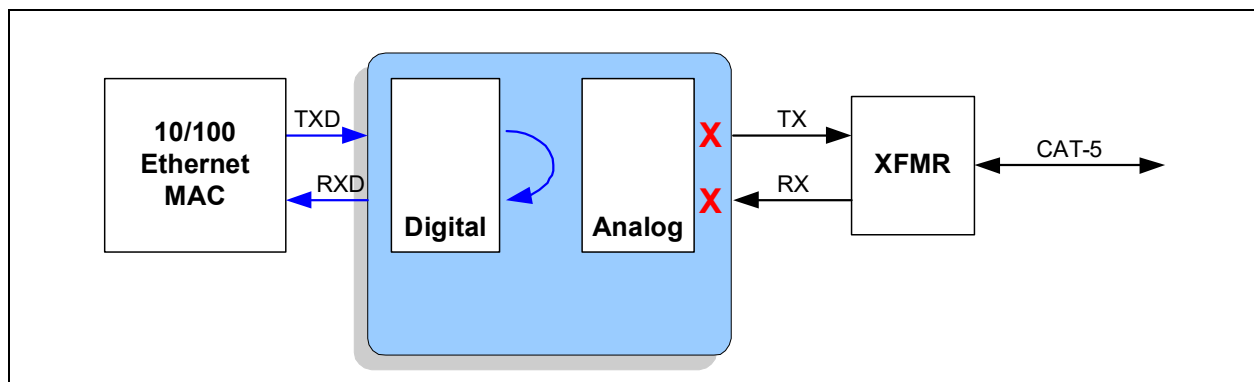 10/100
Ethernet
MAC
TXD
RXD
Digital
Analog
X
X
TX
RX
XFMR
CAT-5